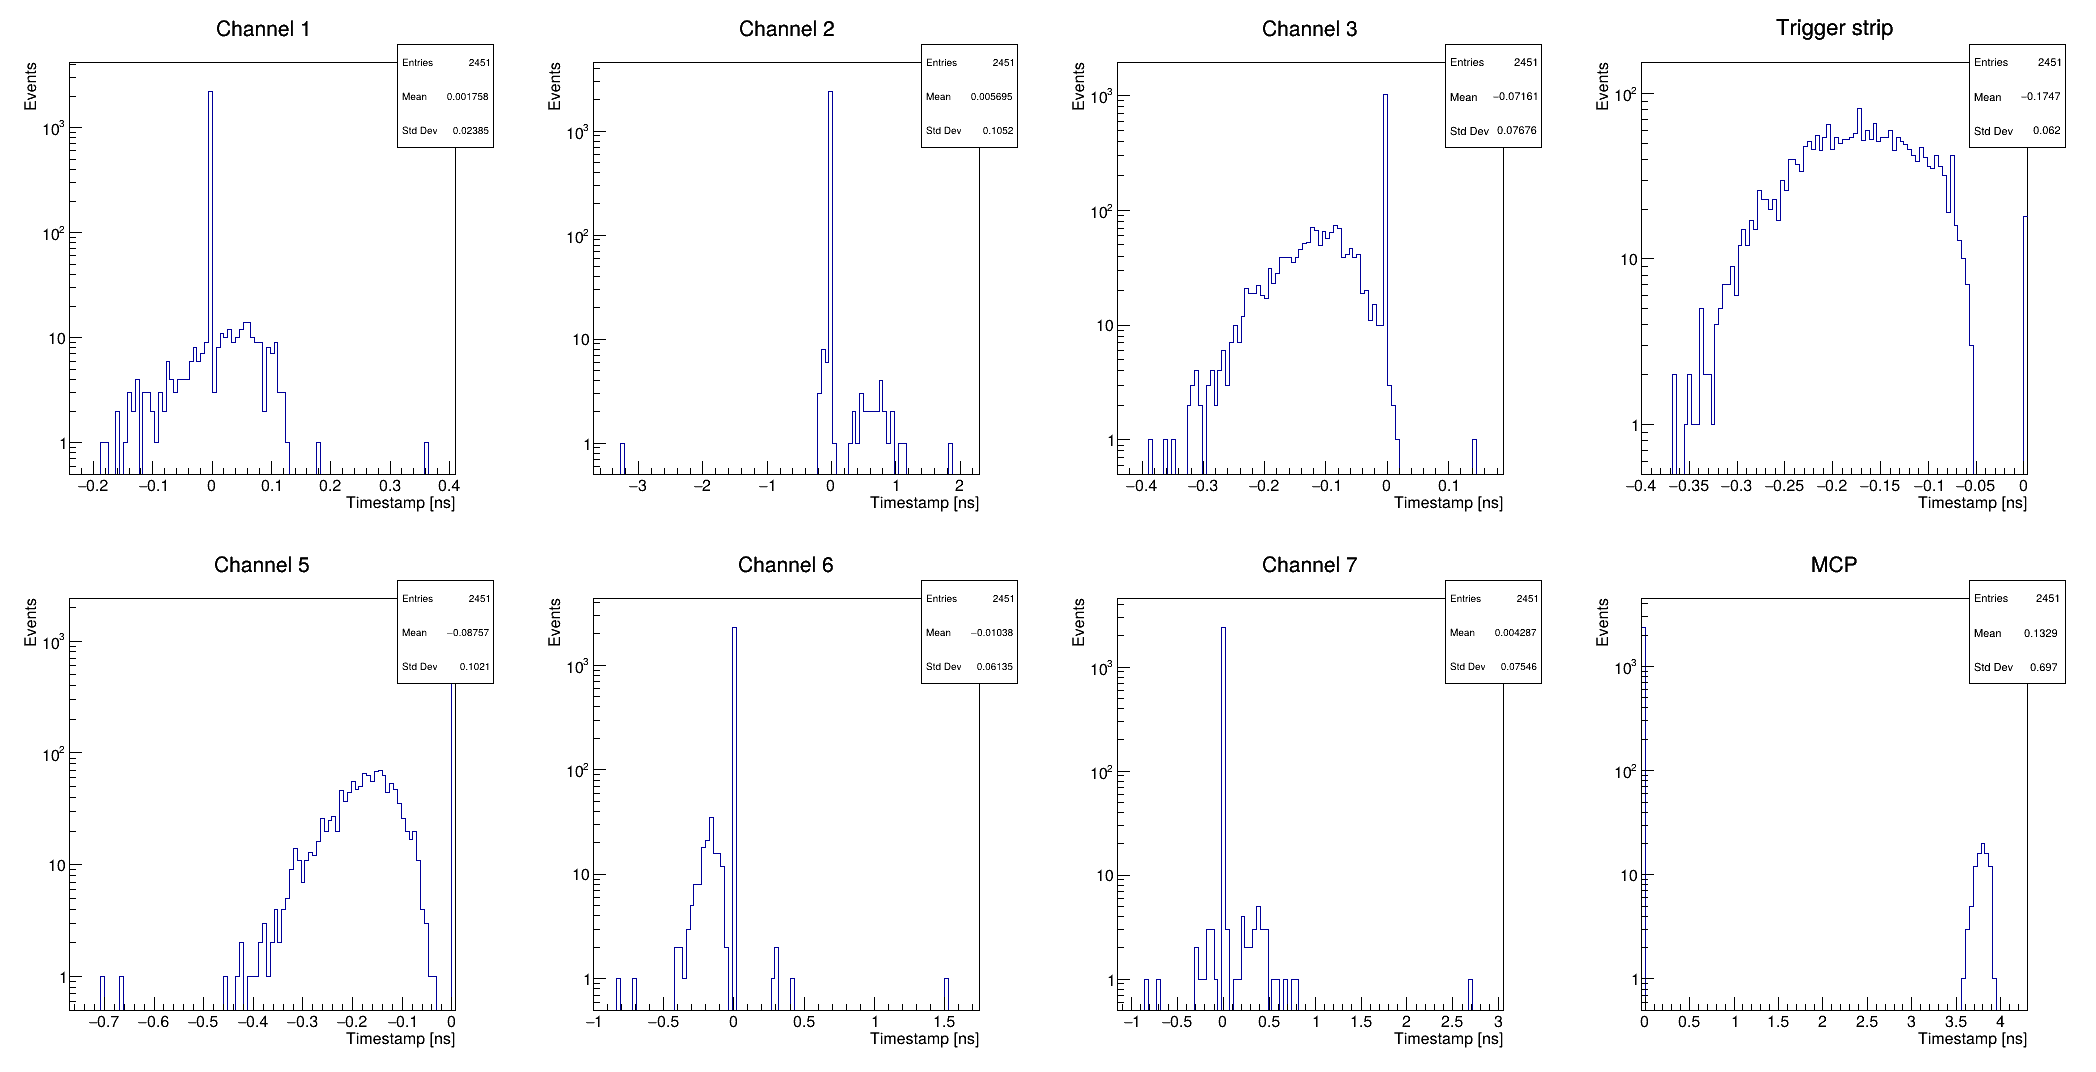 Channel 1
Events
Entries 2451
Mean 0.001758
Std Dev 0.02385
10³
10²
10
1
−0.2 −0.1 0 0.1 0.2 0.3 0.4
Timestamp [ns]
Channel 2
Events
Entries 2451
Mean 0.005695
Std Dev 0.1052
10³
10²
10
1
−3 −2 −1 0 1 2
Timestamp [ns]
Channel 3
Events
Entries 2451
Mean −0.07161
Std Dev 0.07676
10³
10²
10
1
−0.4 −0.3 −0.2 −0.1 0 0.1
Timestamp [ns]
Trigger strip
Events
Entries 2451
Mean −0.1747
Std Dev 0.062
10²
10
1
−0.4 −0.35 −0.3 −0.25 −0.2 −0.15 −0.1 −0.05 0
Timestamp [ns]
Channel 5
Events
Entries 2451
Mean −0.08757
Std Dev 0.1021
10³
10²
10
1
−0.7 −0.6 −0.5 −0.4 −0.3 −0.2 −0.1 0
Timestamp [ns]
Channel 6
Events
Entries 2451
Mean −0.01038
Std Dev 0.06135
10³
10²
10
1
−1 −0.5 0 0.5 1 1.5
Timestamp [ns]
Channel 7
Events
Entries 2451
Mean 0.004287
Std Dev 0.07546
10³
10²
10
1
−1 −0.5 0 0.5 1 1.5 2 2.5 3
Timestamp [ns]
MCP
Events
Entries 2451
Mean 0.1329
Std Dev 0.697
10³
10²
10
1
0 0.5 1 1.5 2 2.5 3 3.5 4
Timestamp [ns]